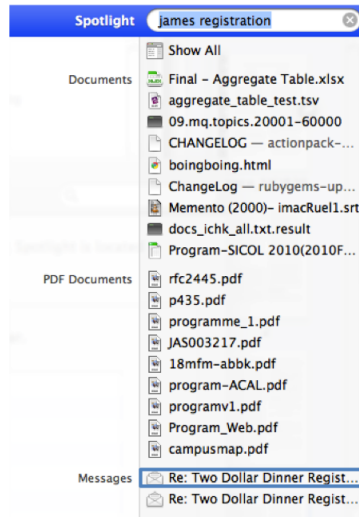 Spotlight james registration
Show All
Documents Final - Aggregate Table.xlsx
aggregate_table_test.tsv
09.mq.topics.20001-60000
CHANGELOG — actionpack-...
boingboing.html
ChangeLog — rubygems-up...
Memento (2000)- imacRuel1.srt
docs_ichk_all.txt.result
Program-SICOL 2010(2010F...
PDF Documents rfc2445.pdf
p435.pdf
programme_1.pdf
JAS003217.pdf
18mfm-abbk.pdf
program-ACAL.pdf
programv1.pdf
Program_Web.pdf
campusmap.pdf
Messages Re: Two Dollar Dinner Regist...
Re: Two Dollar Dinner Regist...